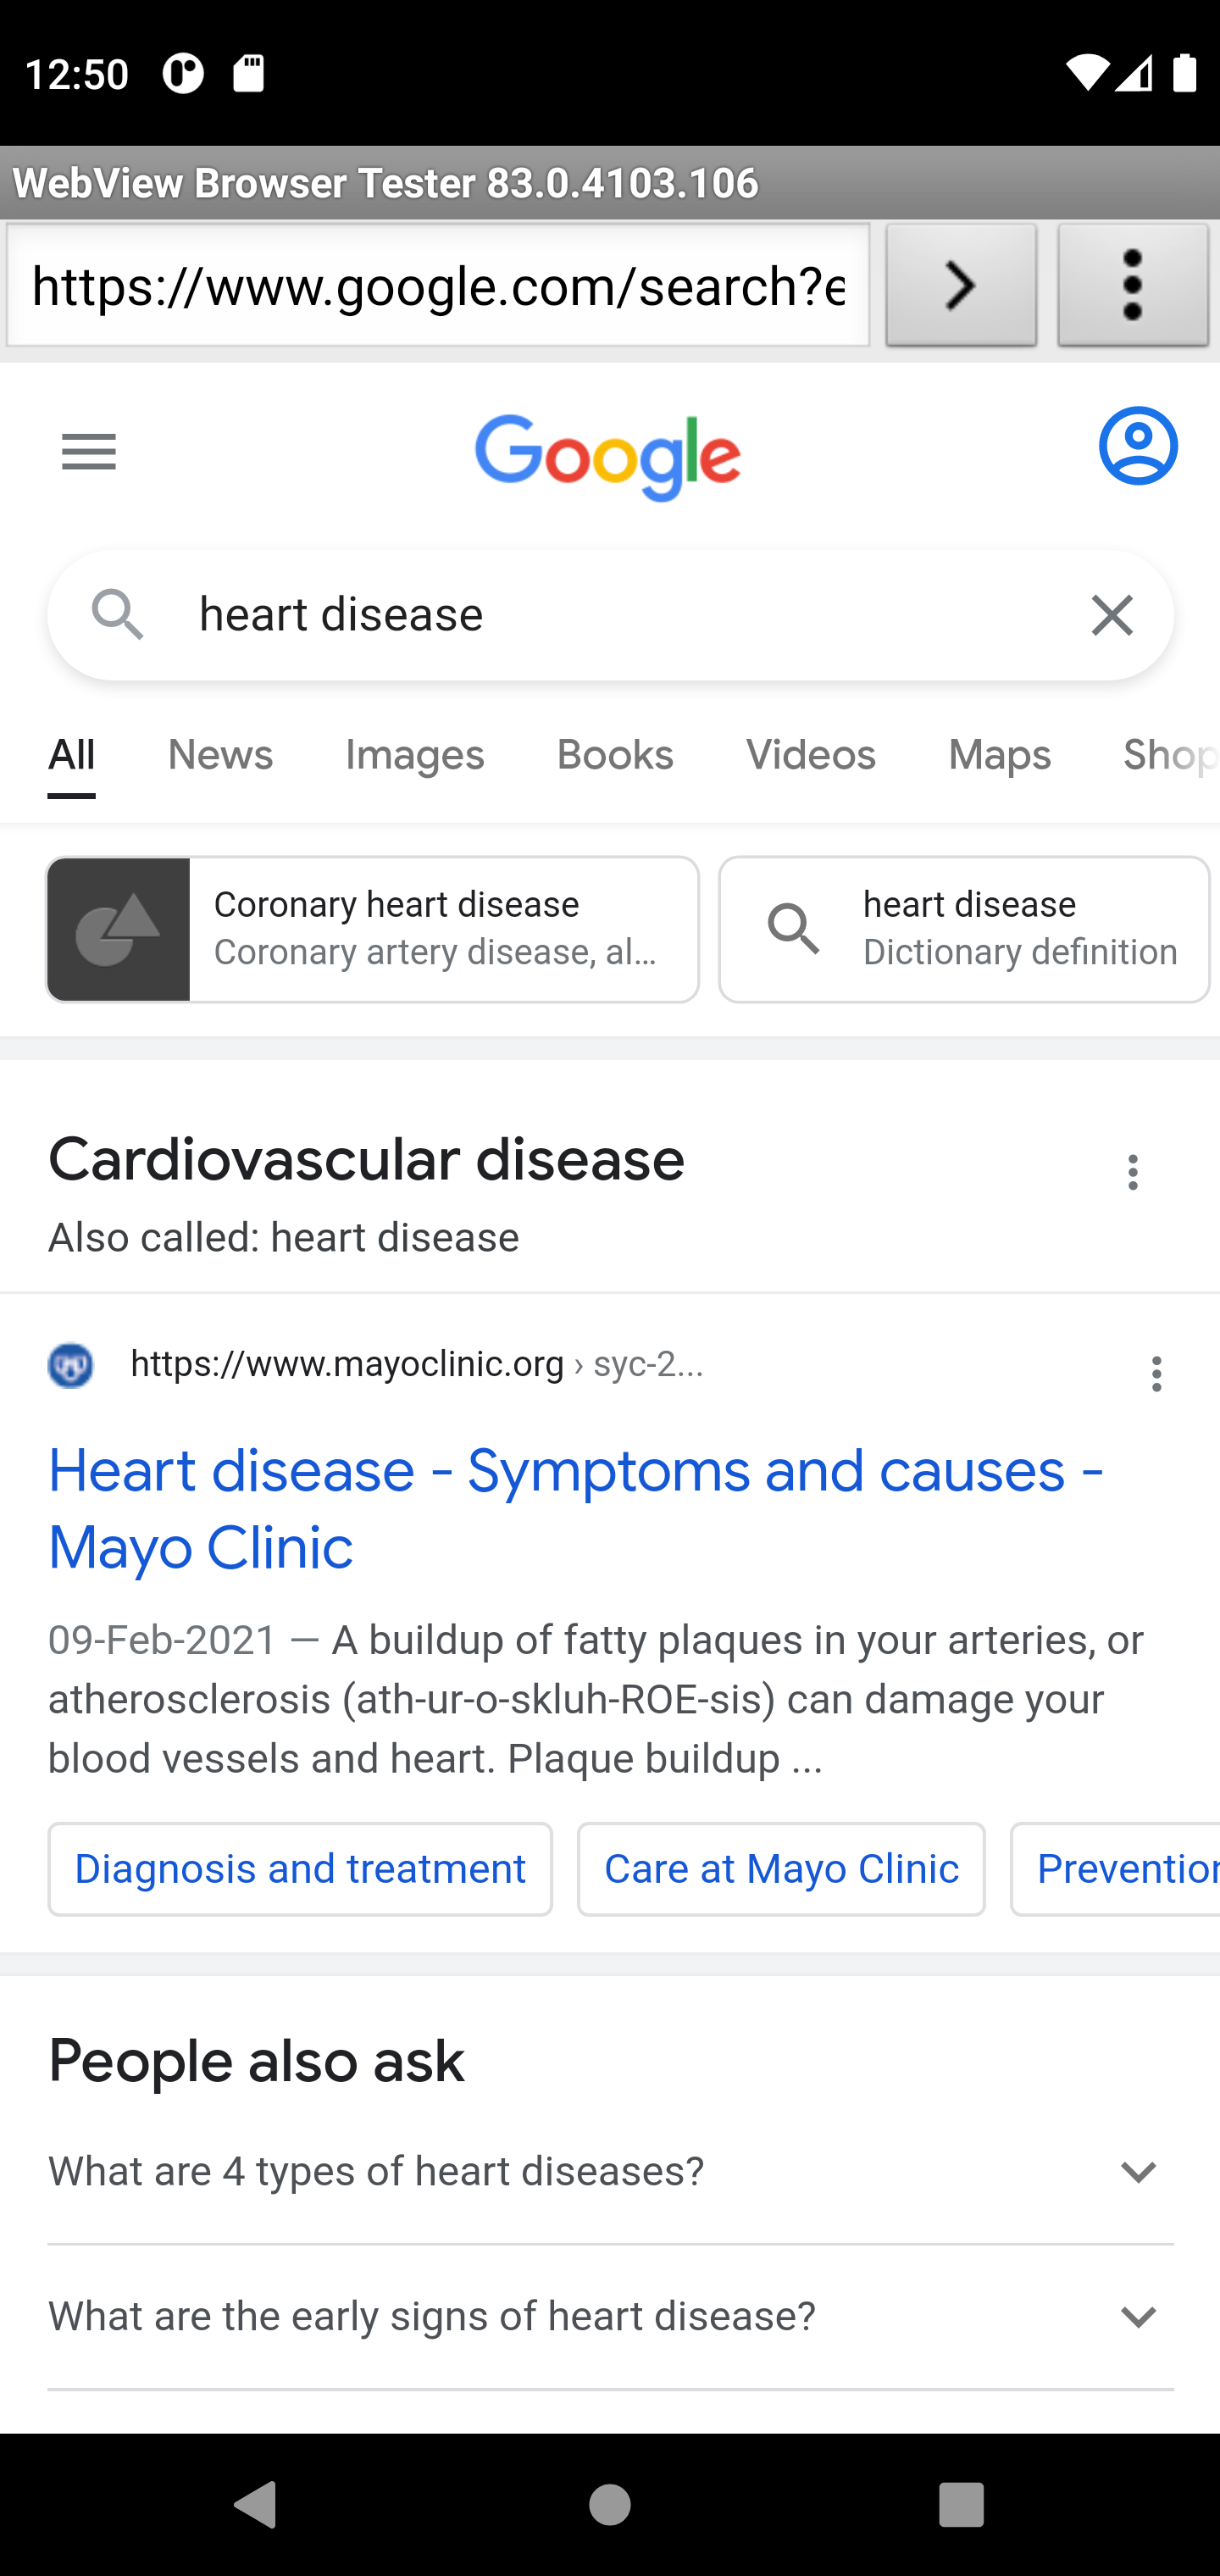 12:50
WebView Browser Tester 83.0.4103.106
https://www.google.com/search?e
Google
heart disease
All News Images Books Videos Maps Shop
Coronary heart disease
Coronary artery disease, al...
heart disease
Dictionary definition
Cardiovascular disease
Also called: heart disease
https://www.mayoclinic.org › syc-2...
Heart disease - Symptoms and causes -
Mayo Clinic
09-Feb-2021 — A buildup of fatty plaques in your arteries, or
atherosclerosis (ath-ur-o-skluh-ROE-sis) can damage your
blood vessels and heart. Plaque buildup ...
Diagnosis and treatment Care at Mayo Clinic Prevention
People also ask
What are 4 types of heart diseases?
What are the early signs of heart disease?